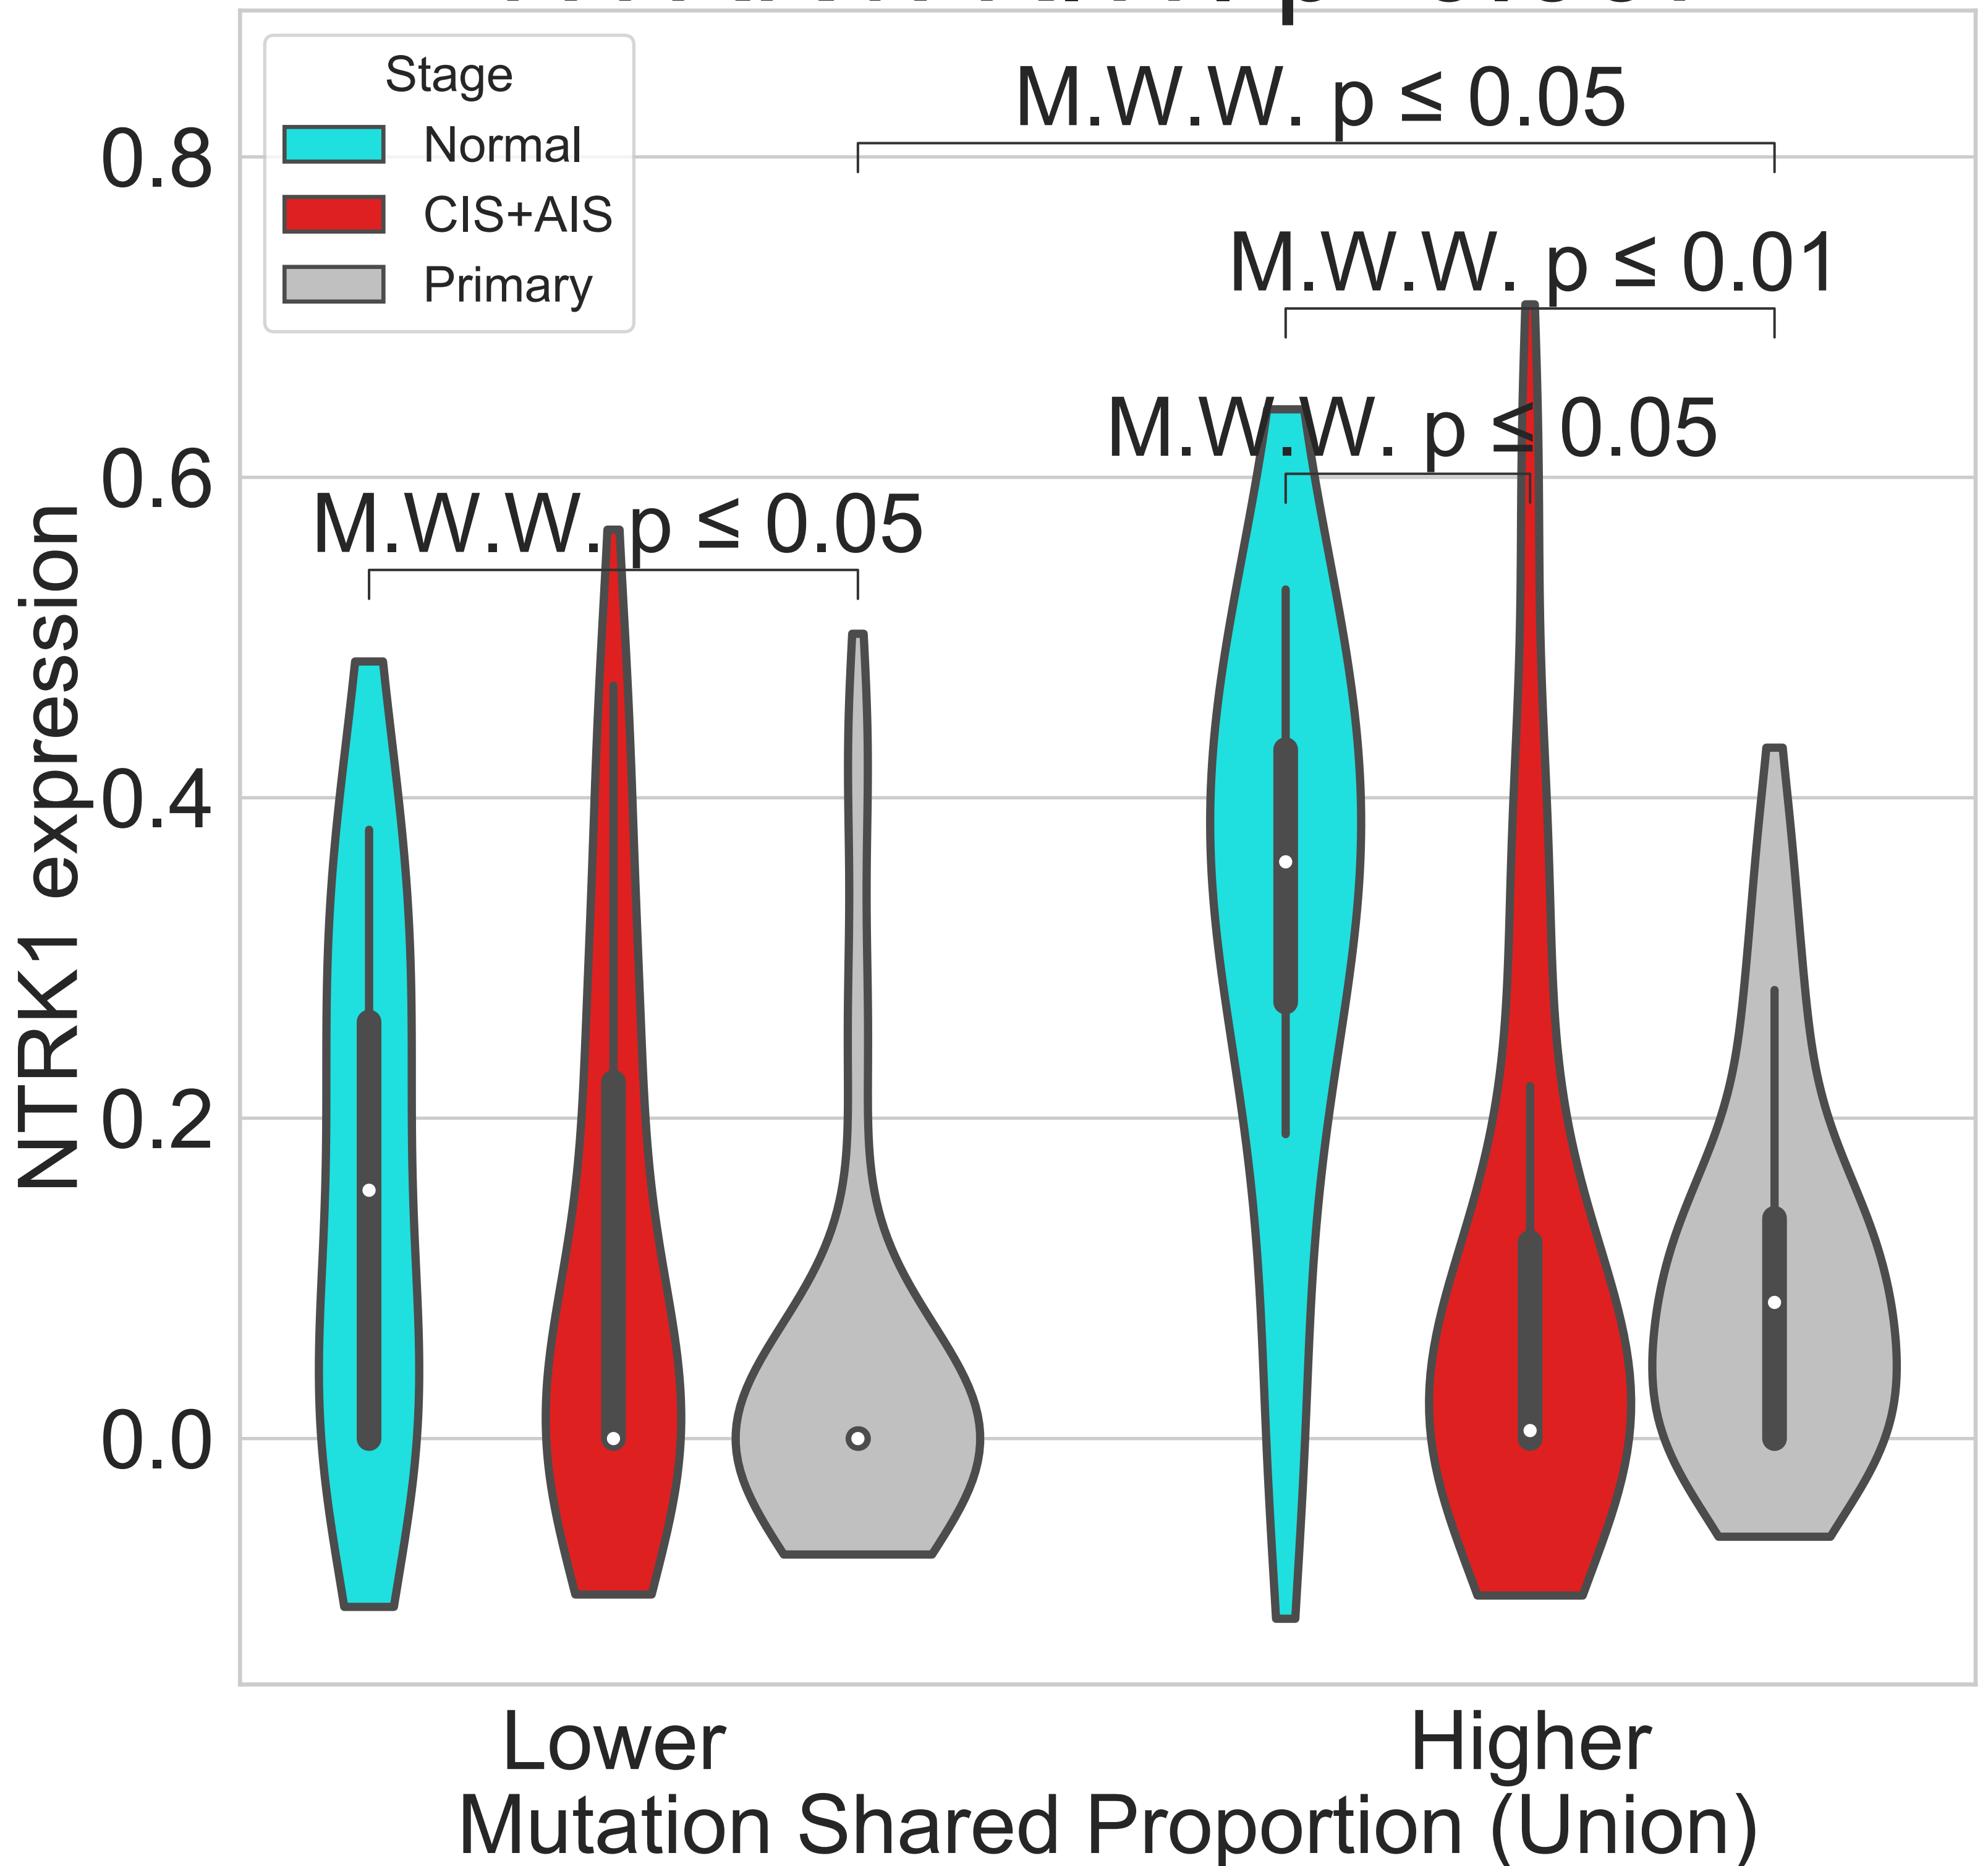 Stage
Normal
CIS+AIS
Primary
M.W.W. p ≤ 0.05
M.W.W. p ≤ 0.01
M.W.W. p ≤ 0.05
M.W.W. p ≤ 0.05
0.8
0.6
0.4
0.2
0.0
NTRK1 expression
Lower
Higher
Mutation Shared Proportion (Union)